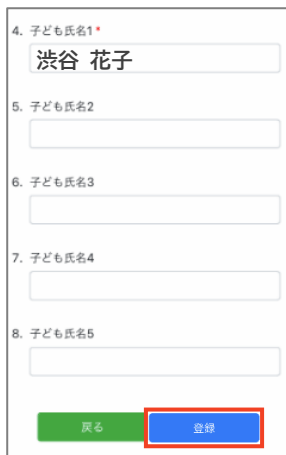 4. 子ども氏名1*
渋谷 花子
5. 子ども氏名2
6. 子ども氏名3
7. 子ども氏名4
8. 子ども氏名5
戻る 登録